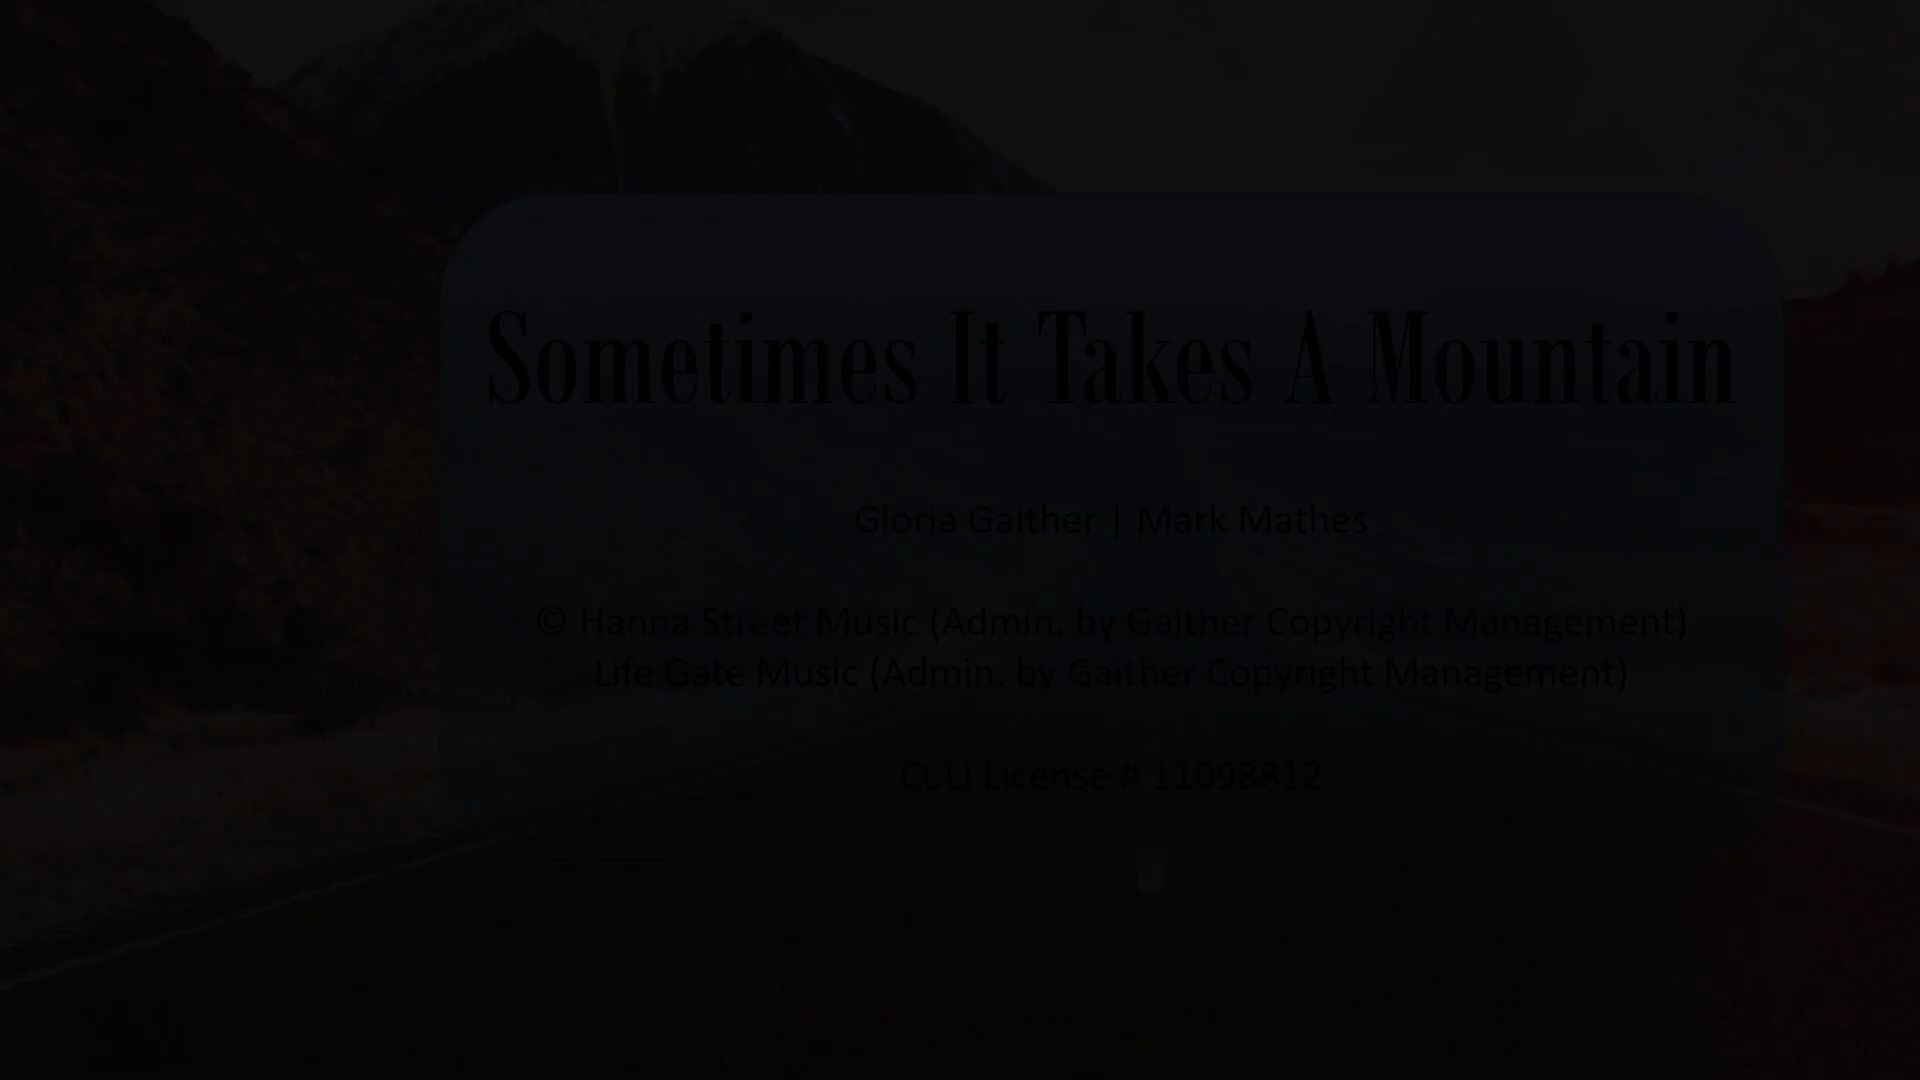 Sometimes It Takes A Mountain
Gloria Gaither | Mark Mathes
© Hanna Street Music (Admin. by Gaither Copyright Management)
Life Gate Music (Admin. by Gaither Copyright Management)
CCLI License # 11098812